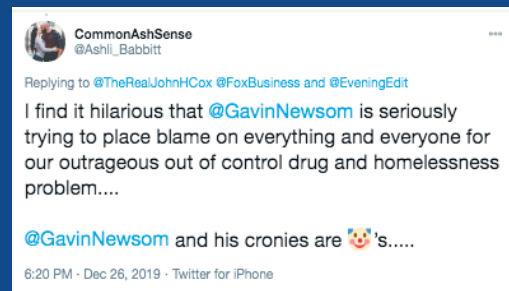 CommonAshSense
@Ashli_Babbitt
Replying to @TheRealJohnHCox @FoxBusiness and @EveningEdit
I find it hilarious that @GavinNewsom is seriously
trying to place blame on everything and everyone for
our outrageous out of control drug and homelessness
problem....
@GavinNewsom and his cronies are 🤡's.....
6:20 PM · Dec 26, 2019 · Twitter for iPhone